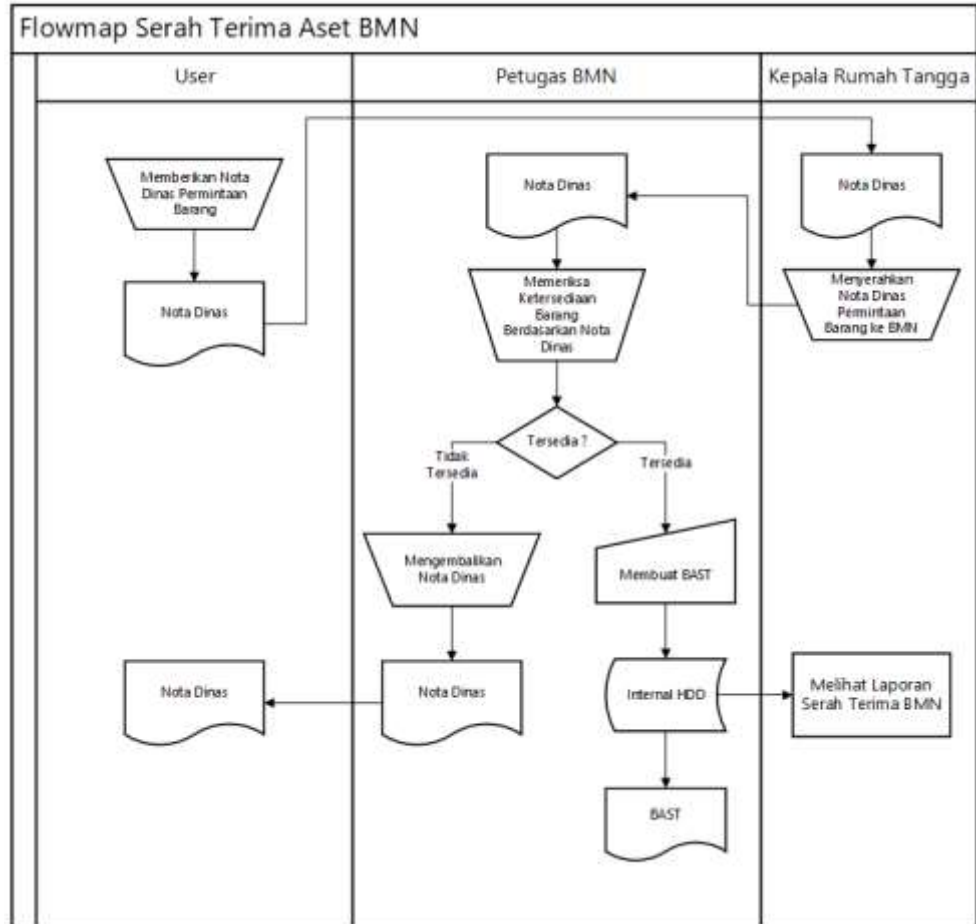 Flowmap Serah Terima Aset BMN
User
Petugas BMN
Kepala Rumah Tangga
Memberikan Nota
Dinas Permintaan
Barang
Nota Dinas
Nota Dinas
Nota Dinas
Menyerahkan
Nota Dinas
Permintaan
Barang ke BMN
Memeriksa
Ketersediaan
Barang
Berdasarkan Nota
Dinas
Tersedia ?
Tidak
Tersedia
Tersedia
Mengembalikan
Nota Dinas
Membuat BAST
Nota Dinas
Nota Dinas
Internal HDD
Melihat Laporan
Serah Terima BMN
BAST